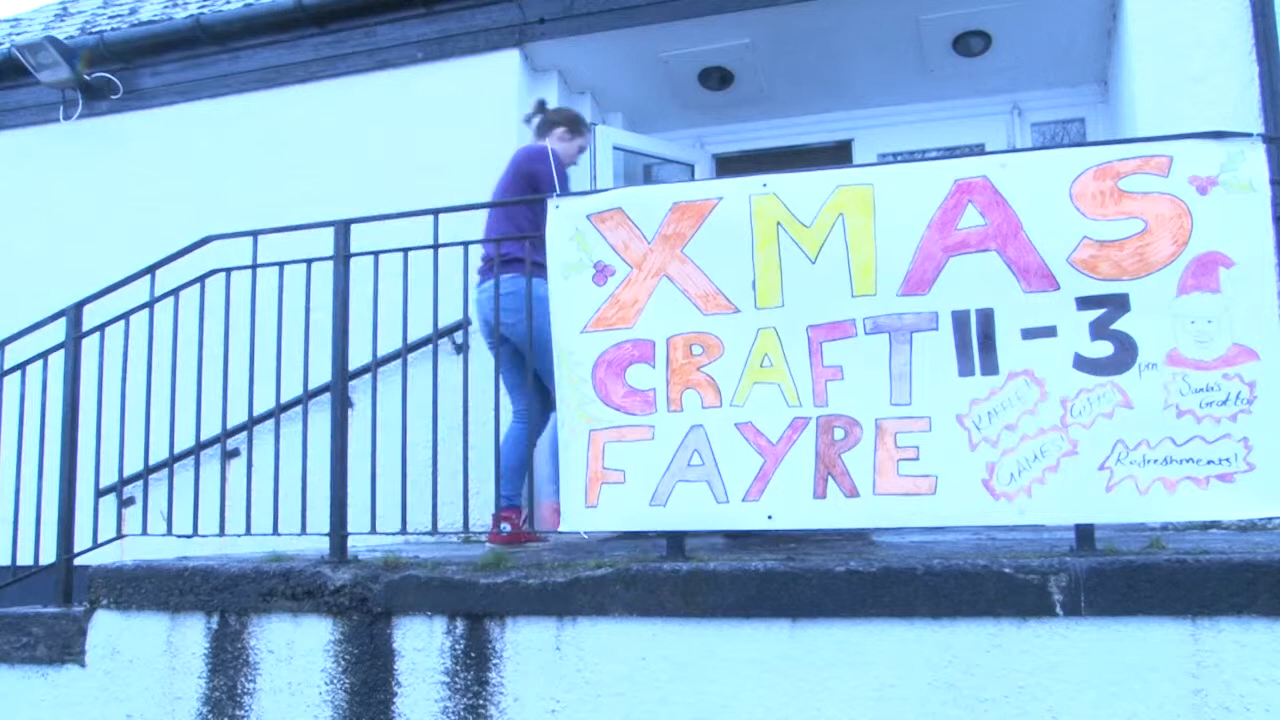 XMAS
CRAFT 11-3 pm
FAYRE
RAFFLE!
GIFTS!
GAMES!
Santa's
Grotto
Refreshments!